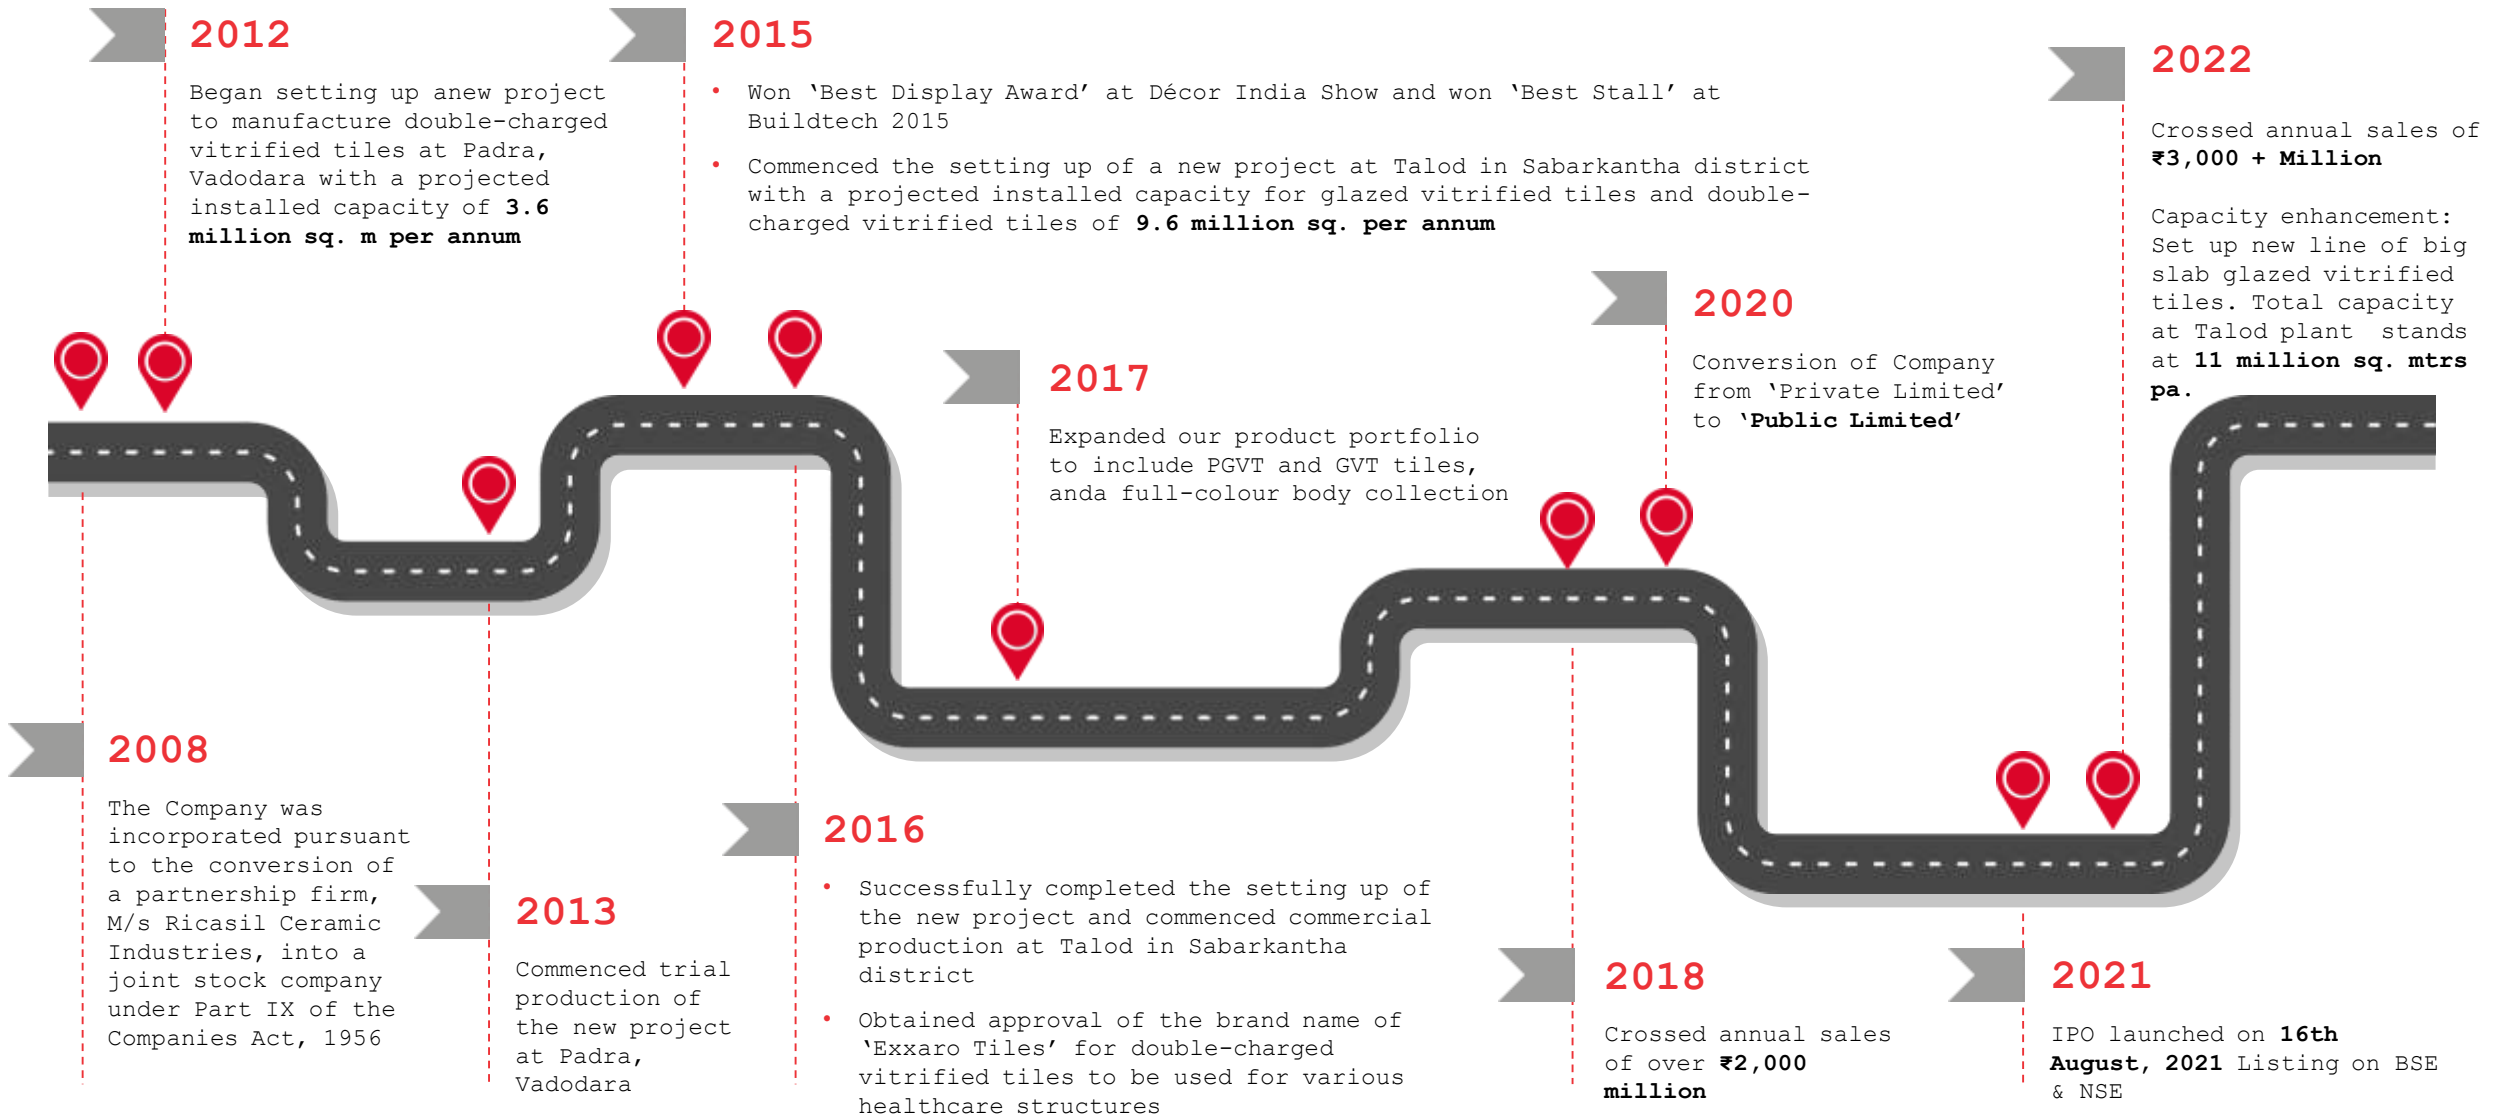 2012
Began setting up anew project
to manufacture double-charged
vitrified tiles at Padra,
Vadodara with a projected
installed capacity of 3.6
million sq. m per annum
2015
• Won ‘Best Display Award’ at Décor India Show and won ‘Best Stall’ at
Buildtech 2015
• Commenced the setting up of a new project at Talod in Sabarkantha district
with a projected installed capacity for glazed vitrified tiles and double-
charged vitrified tiles of 9.6 million sq. per annum
2022
Crossed annual sales of
₹3,000 + Million
Capacity enhancement:
Set up new line of big
slab glazed vitrified
tiles. Total capacity
at Talod plant  stands
at 11 million sq. mtrs
pa.
2020
Conversion of Company
from ‘Private Limited’
to ‘Public Limited’
2017
Expanded our product portfolio
to include PGVT and GVT tiles,
anda full-colour body collection
2008
The Company was
incorporated pursuant
to the conversion of
a partnership firm,
M/s Ricasil Ceramic
Industries, into a
joint stock company
under Part IX of the
Companies Act, 1956
2013
Commenced trial
production of
the new project
at Padra,
Vadodara
2016
• Successfully completed the setting up of
the new project and commenced commercial
production at Talod in Sabarkantha
district
• Obtained approval of the brand name of
‘Exxaro Tiles’ for double-charged
vitrified tiles to be used for various
healthcare structures
2018
Crossed annual sales
of over ₹2,000
million
2021
IPO launched on 16th
August, 2021 Listing on BSE
& NSE